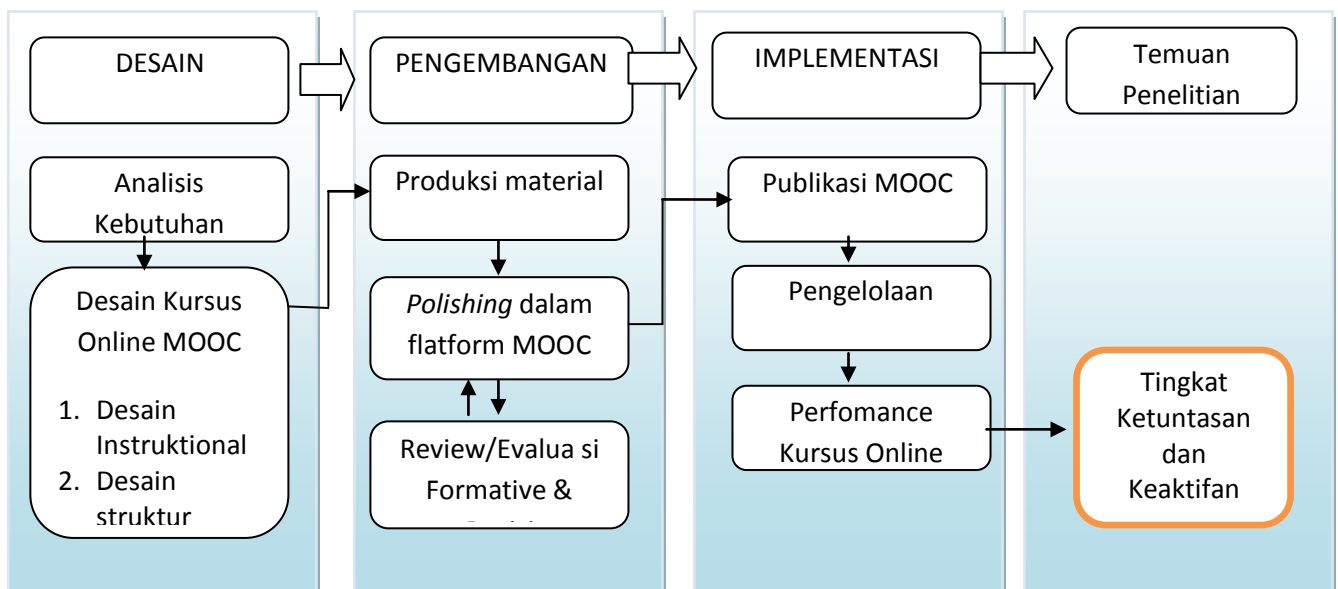 DESAIN
Analisis
Kebutuhan
Desain Kursus
Online MOOC
1. Desain
Instruktional
2. Desain
struktur
PENGEMBANGAN
Produksi material
Polishing dalam
flatform MOOC
Review/Evalua si
Formative &
IMPLEMENTASI
Publikasi MOOC
Pengelolaan
Perfomance
Kursus Online
Temuan
Penelitian
Tingkat
Ketuntasan
dan
Keaktifan